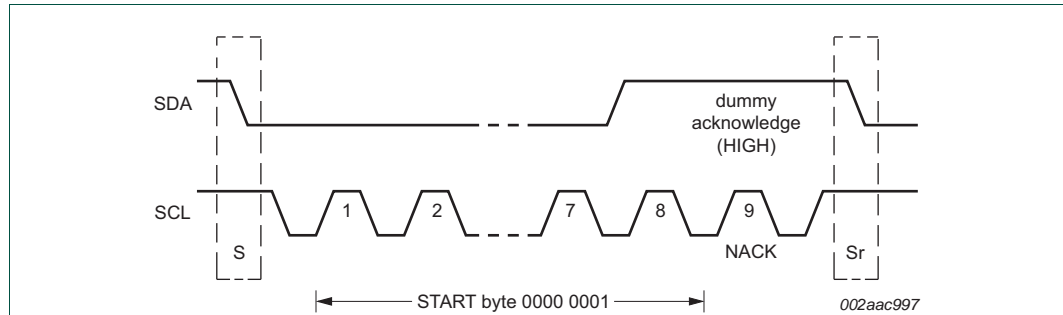 SDA
dummy
acknowledge
(HIGH)
SCL
1
2
7
8
9
S
NACK
Sr
START byte 0000 0001
002aac997